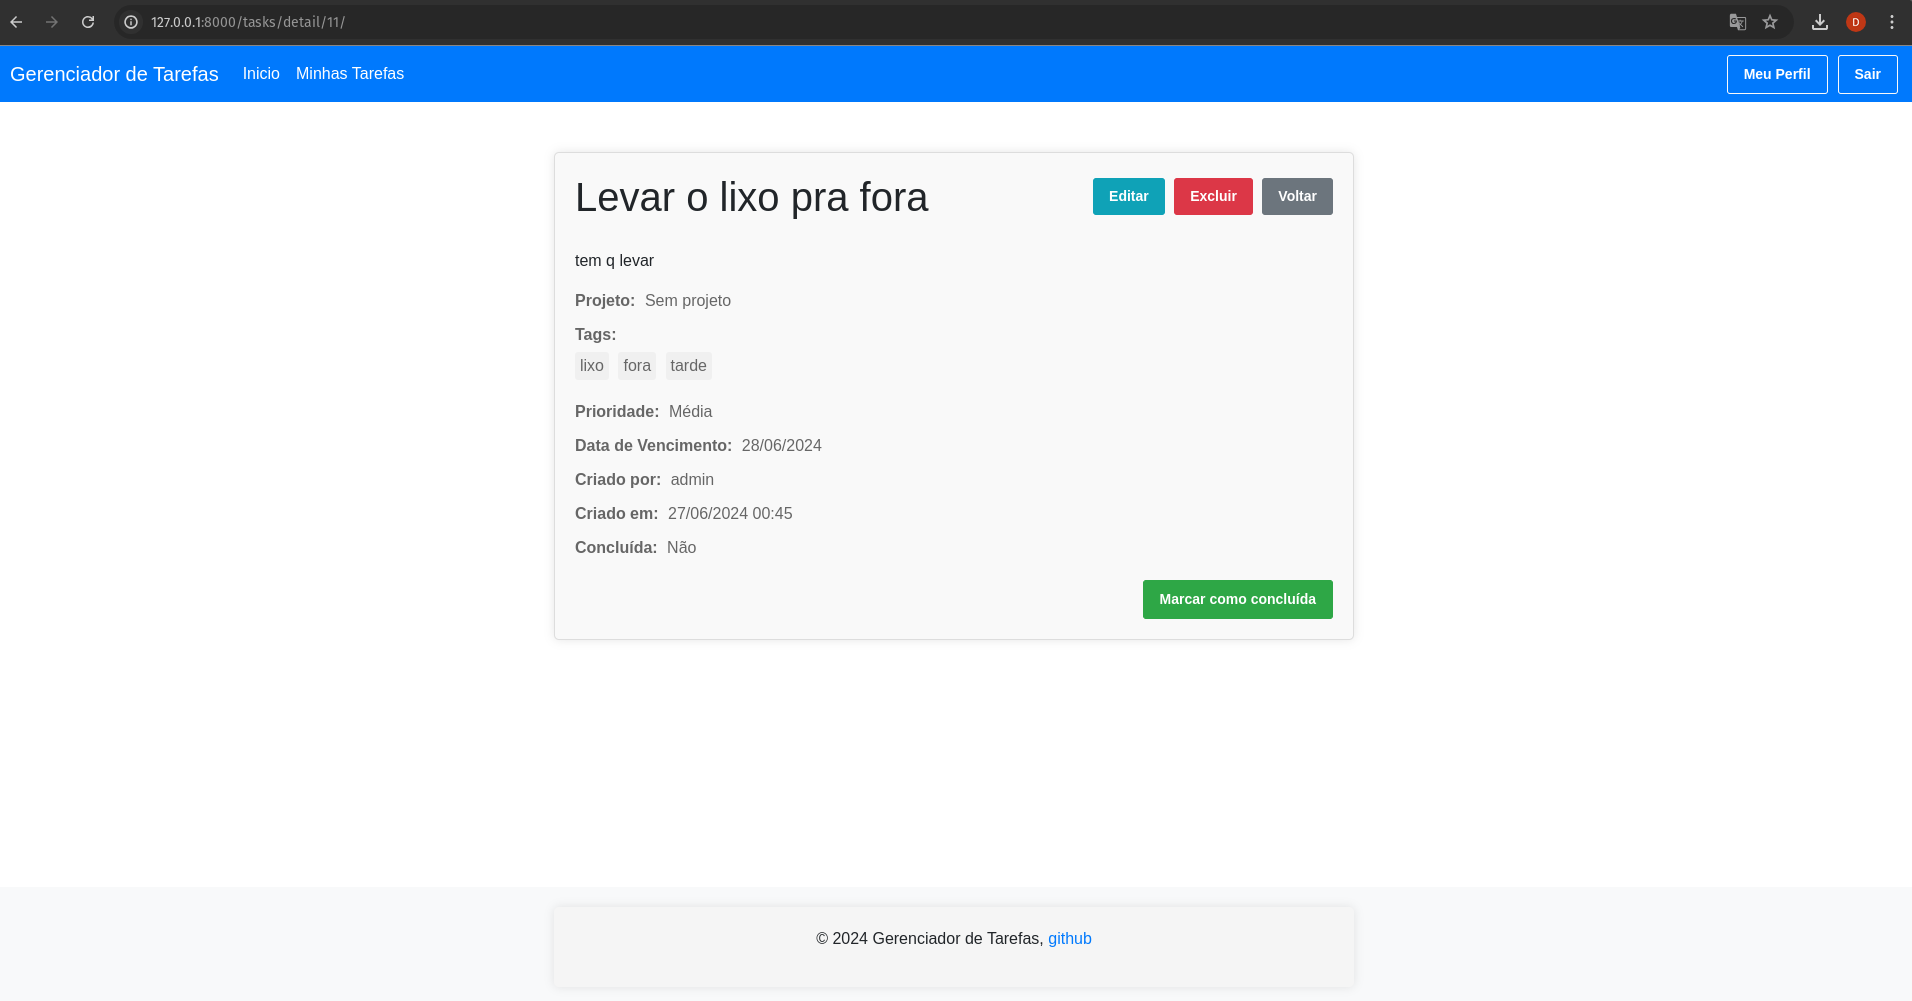 127.0.0.1:8000/tasks/detail/11/
D
Gerenciador de Tarefas Inicio Minhas Tarefas Meu Perfil Sair
Levar o lixo pra fora Editar Excluir Voltar
tem q levar
Projeto: Sem projeto
Tags:
lixo fora tarde
Prioridade: Média
Data de Vencimento: 28/06/2024
Criado por: admin
Criado em: 27/06/2024 00:45
Concluída: Não
Marcar como concluída
© 2024 Gerenciador de Tarefas, github